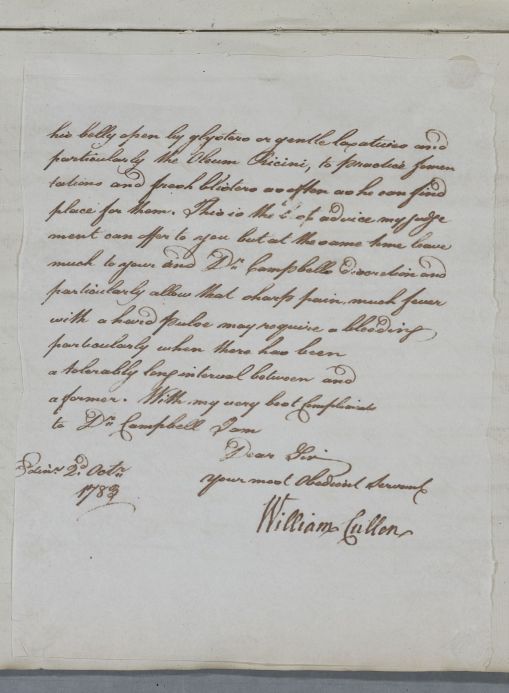 his belly open by glysters or gentle laxatives and
particularly the Oleum Ricini, to practise fomen
tations and fresh blisters as often as he can find
place for them. This is the of advice my judge
ment can offer to you but at the same time leave
much to your and Dr. Campbells discretion and
particularly allow that sharp pain, much fever
with a hard pulse may require a bleeding
particularly when there has been
a tolerably long interval between and
a former. With my very best Compliments
to Dr. Campbell I am
Dear Sir
your most Obedient Servant
William Cullen
Edinr. 2d. Octr.